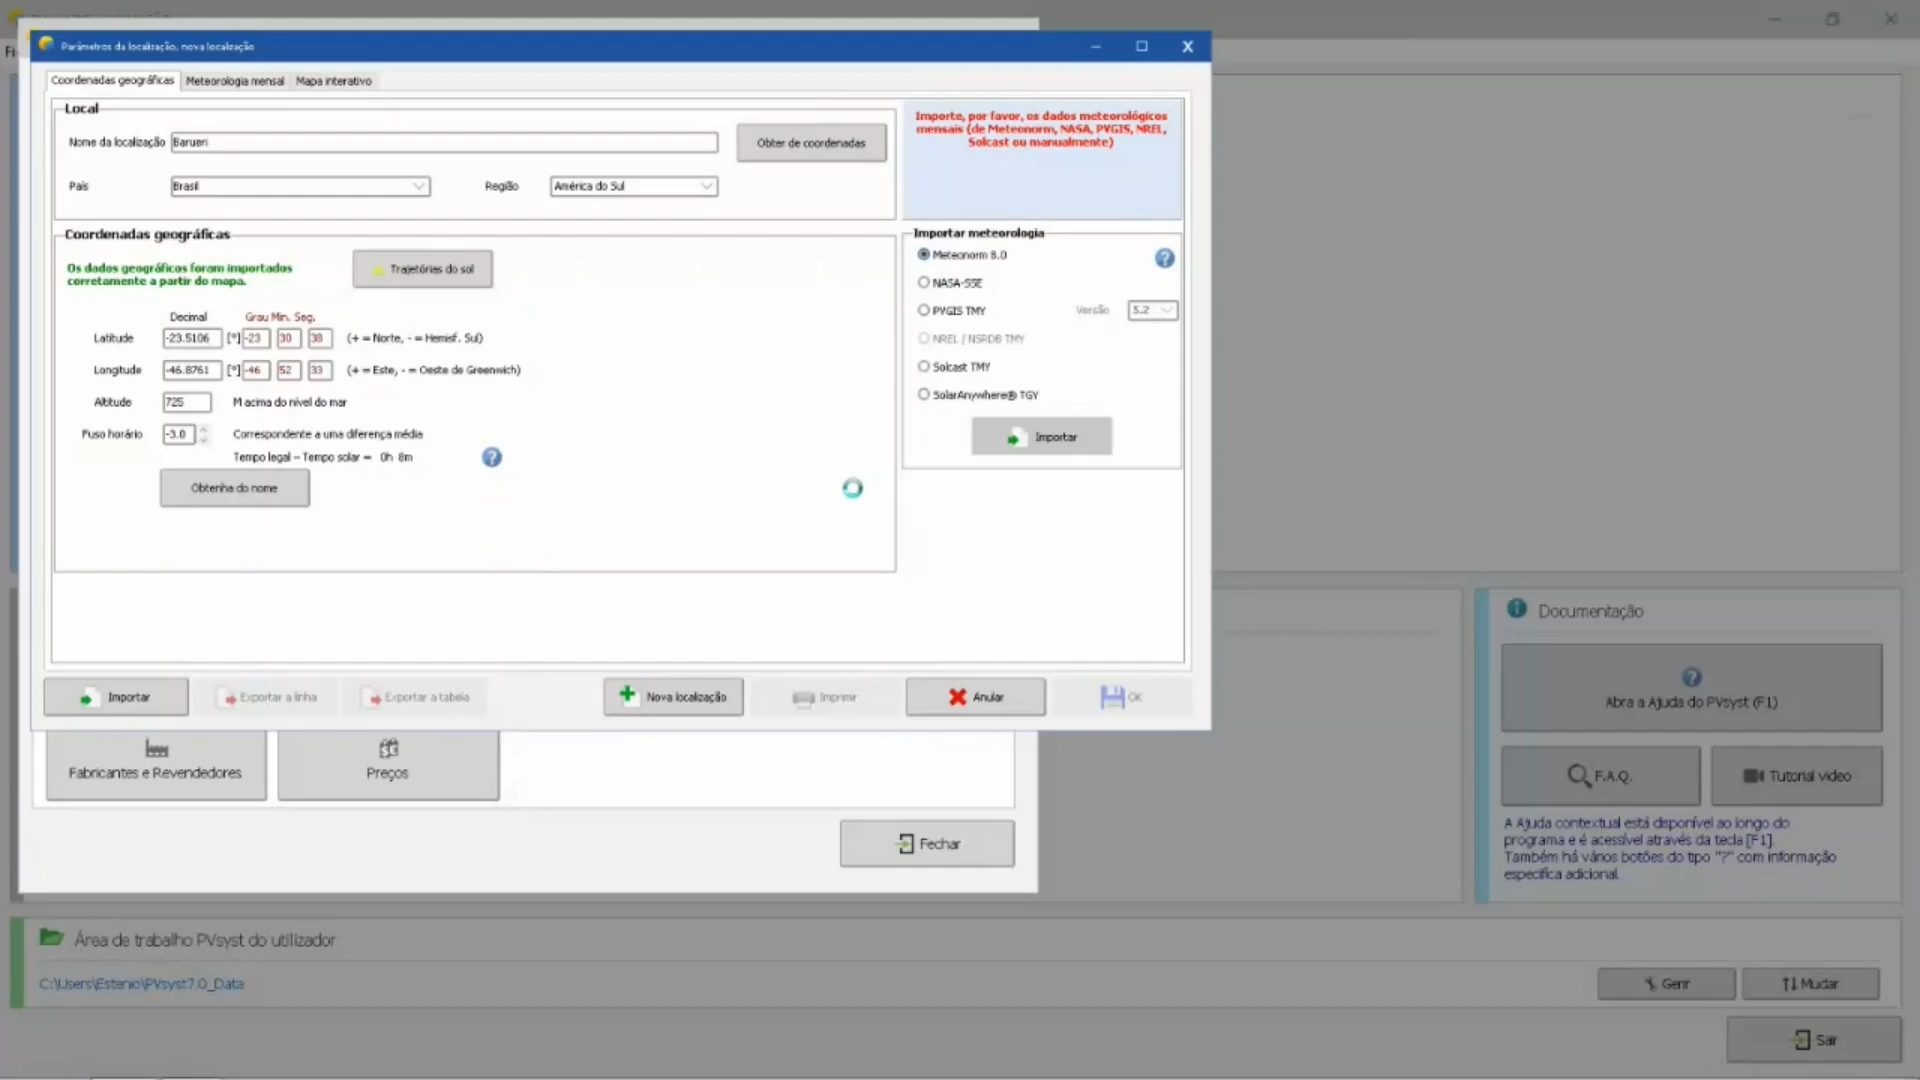 Parâmetros da localização, nova localização
Coordenadas geográficas
Meteorologia mensal
Mapa interativo
Local
Nome da localização
Barueri
Obter de coordenadas
País
Brasil
Região
América do Sul
Importe, por favor, os dados meteorológicos
mensais (de Meteonorm, NASA, PVGIS, NREL,
Solcast ou manualmente)
Coordenadas geográficas
Os dados geográficos foram importados
corretamente a partir do mapa.
Trajetórias do sol
Decimal
Grau Min. Seg.
Latitude
-23.5106
[°]
-23
30
38
(+ = Norte, - = Hemisf. Sul)
Longitude
-46.8761
[°]
-46
52
33
(+ = Este, - = Oeste de Greenwich)
Altitude
725
M acima do nível do mar
Fuso horário
-3.0
Correspondente a uma diferença média
Tempo legal - Tempo solar = 0h 8m
?
Obtenha do nome
Importar meteorologia
Meteonorm 8.0
?
NASA-SSE
PVGIS TMY
Versão
5.2
NREL / NSRDB TMY
Solcast TMY
SolarAnywhere® TGY
Importar
Importar
Exportar a linha
Exportar a tabela
Nova localização
Imprimir
Anular
OK
Fabricantes e Revendedores
Preços
Fechar
Documentação
Abra a Ajuda do PVsyst (F1)
F.A.Q.
Tutorial video
A Ajuda contextual está disponível ao longo do
programa e é acessível através da tecla [F1].
Também há vários botões do tipo "?" com informação
específica adicional.
Área de trabalho PVsyst do utilizador
C:\Users\Estenio\PVsyst7.0_Data
Gerir
Mudar
Sair